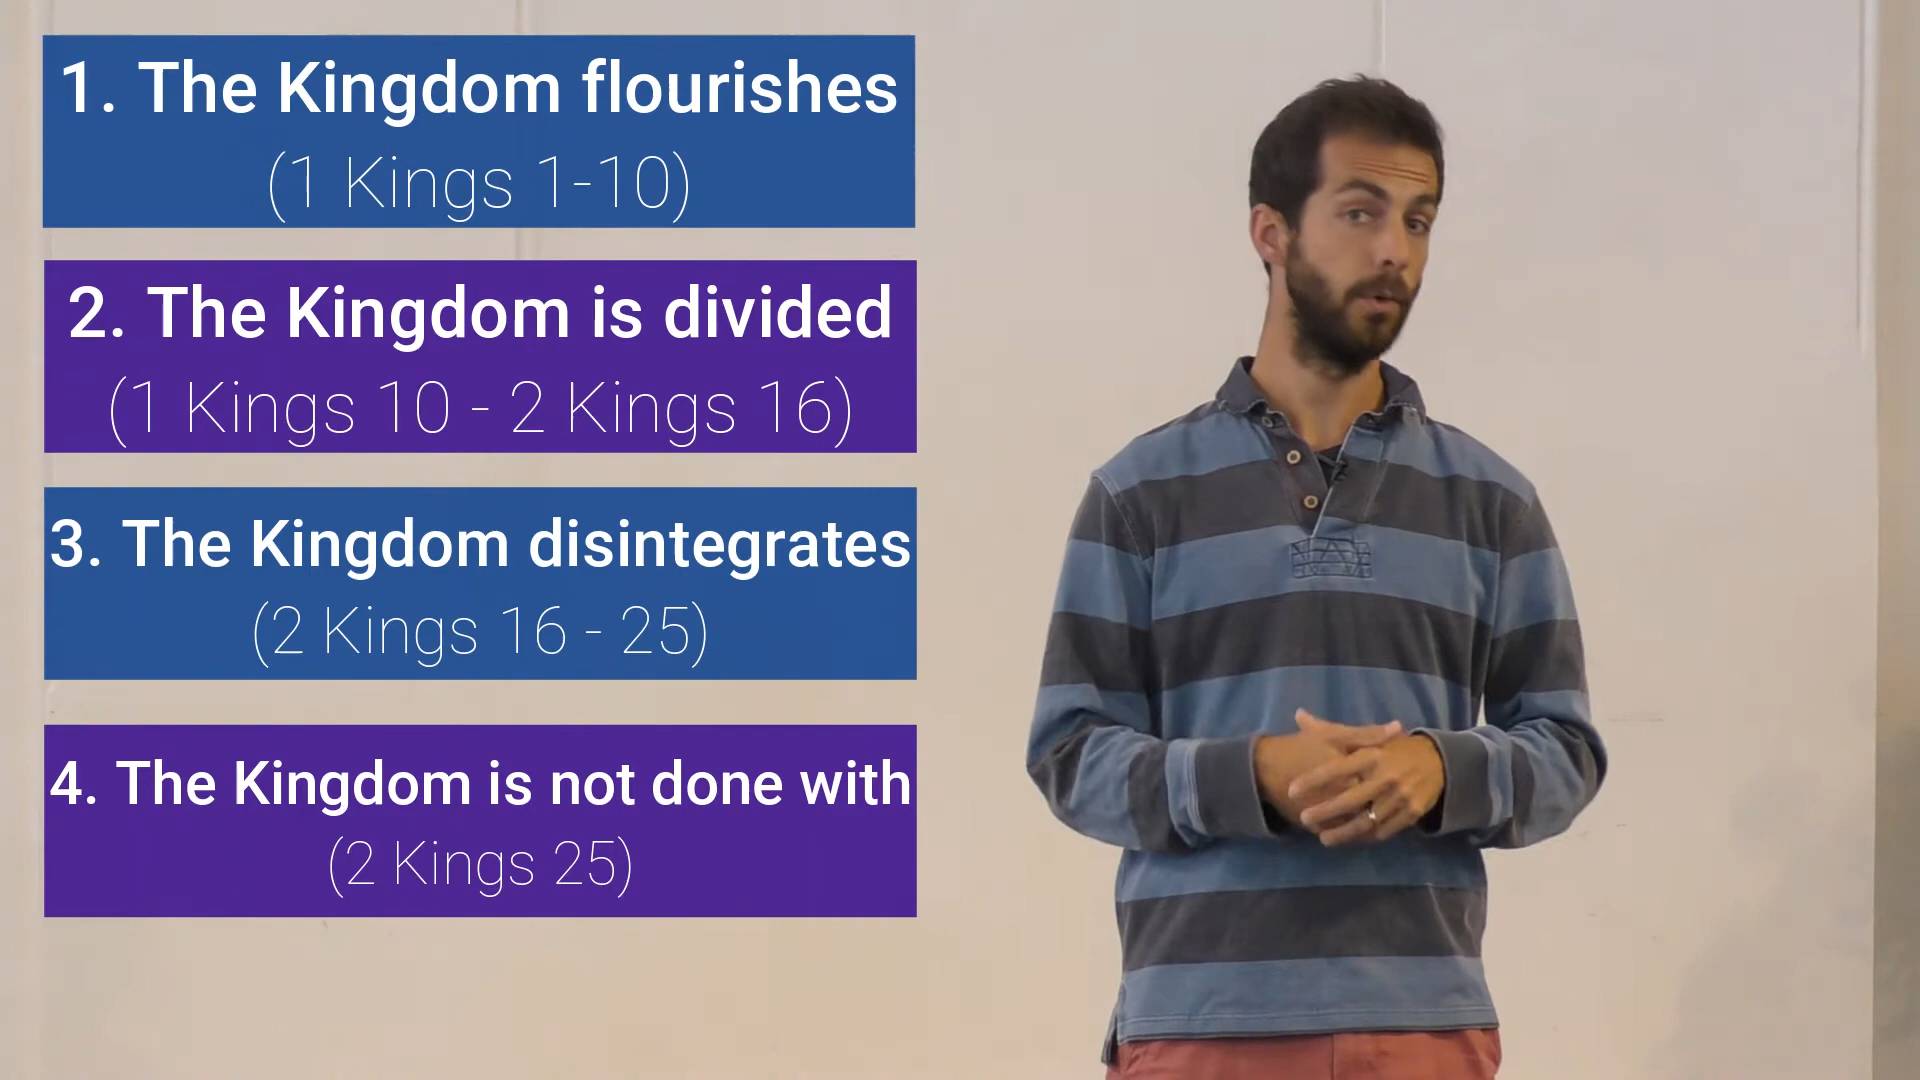 1. The Kingdom flourishes
(1 Kings 1-10)
2. The Kingdom is divided
(1 Kings 10 - 2 Kings 16)
3. The Kingdom disintegrates
(2 Kings 16 - 25)
4. The Kingdom is not done with
(2 Kings 25)